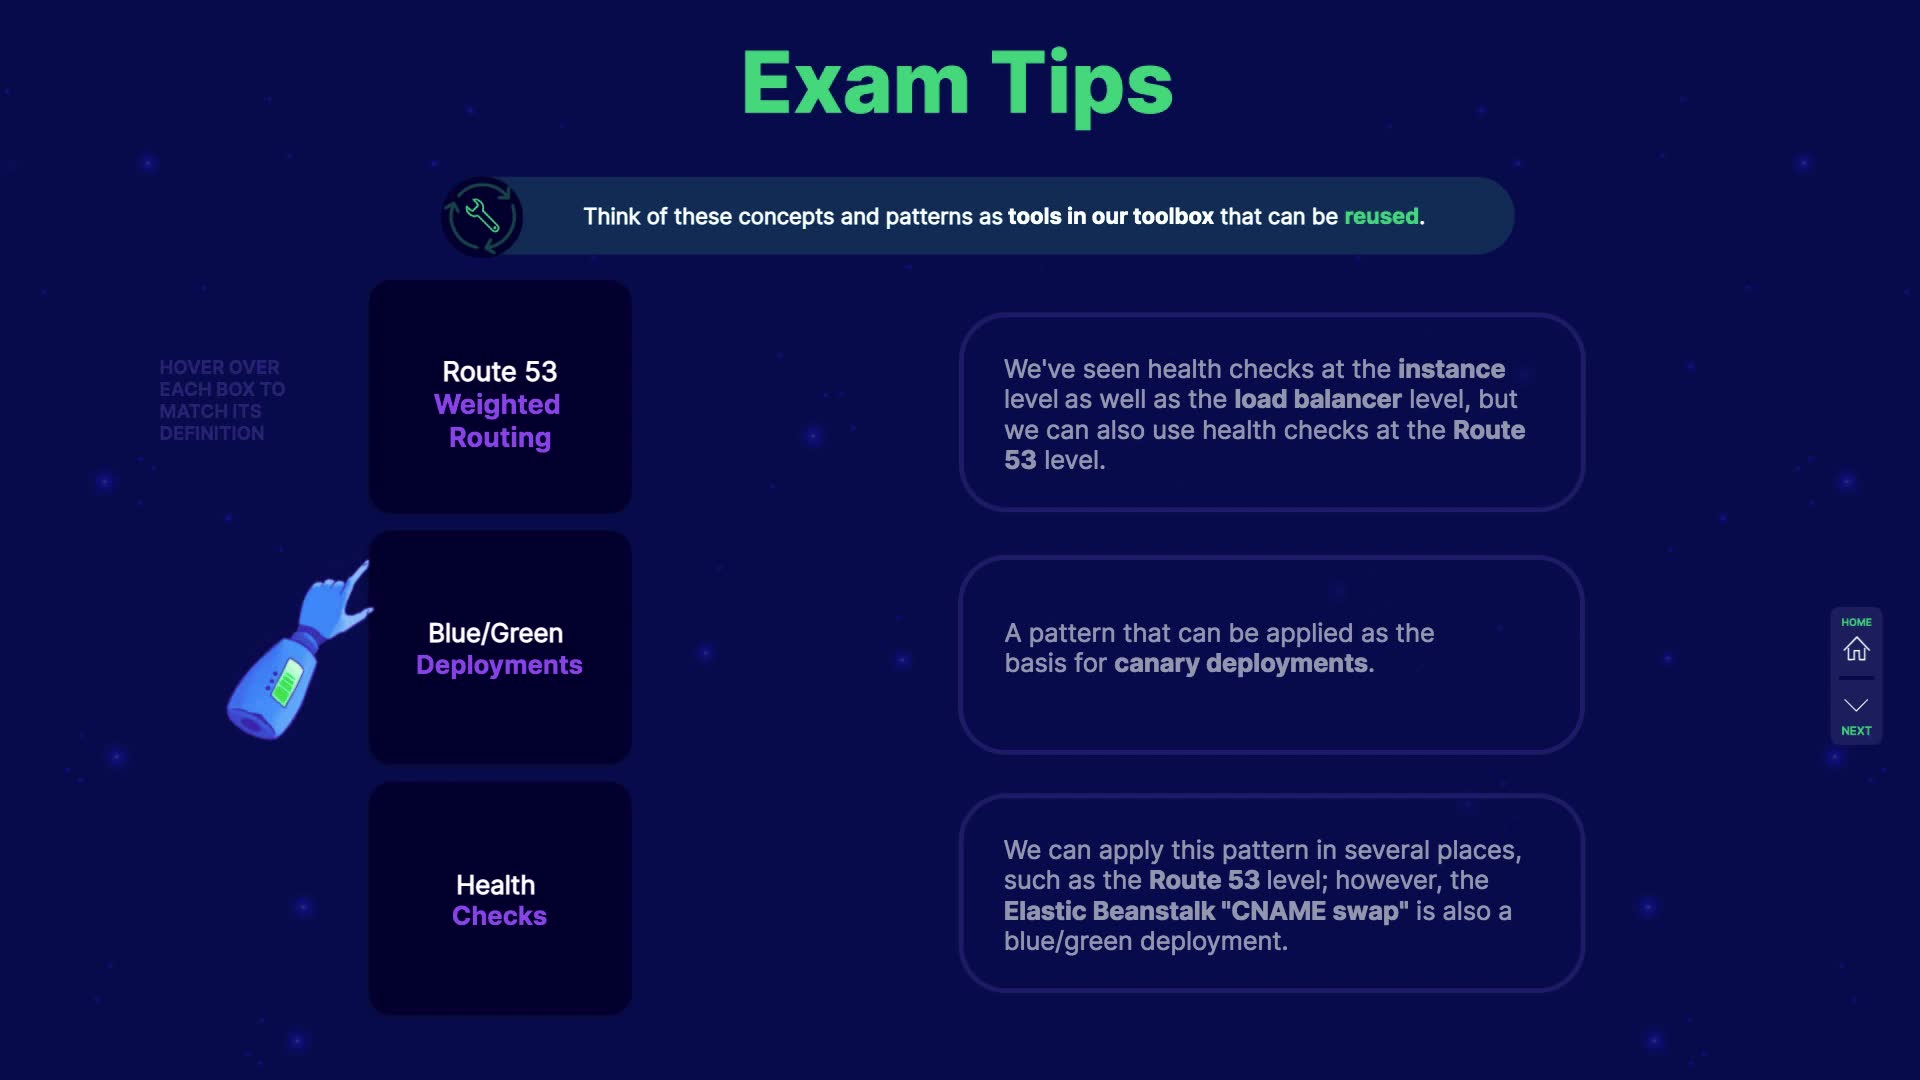 Exam Tips
Think of these concepts and patterns as tools in our toolbox that can be reused.
HOVER OVER
EACH BOX TO
MATCH ITS
DEFINITION
Route 53
Weighted
Routing
We've seen health checks at the instance
level as well as the load balancer level, but
we can also use health checks at the Route
53 level.
Blue/Green
Deployments
A pattern that can be applied as the
basis for canary deployments.
Health
Checks
We can apply this pattern in several places,
such as the Route 53 level; however, the
Elastic Beanstalk "CNAME swap" is also a
blue/green deployment.
HOME
NEXT